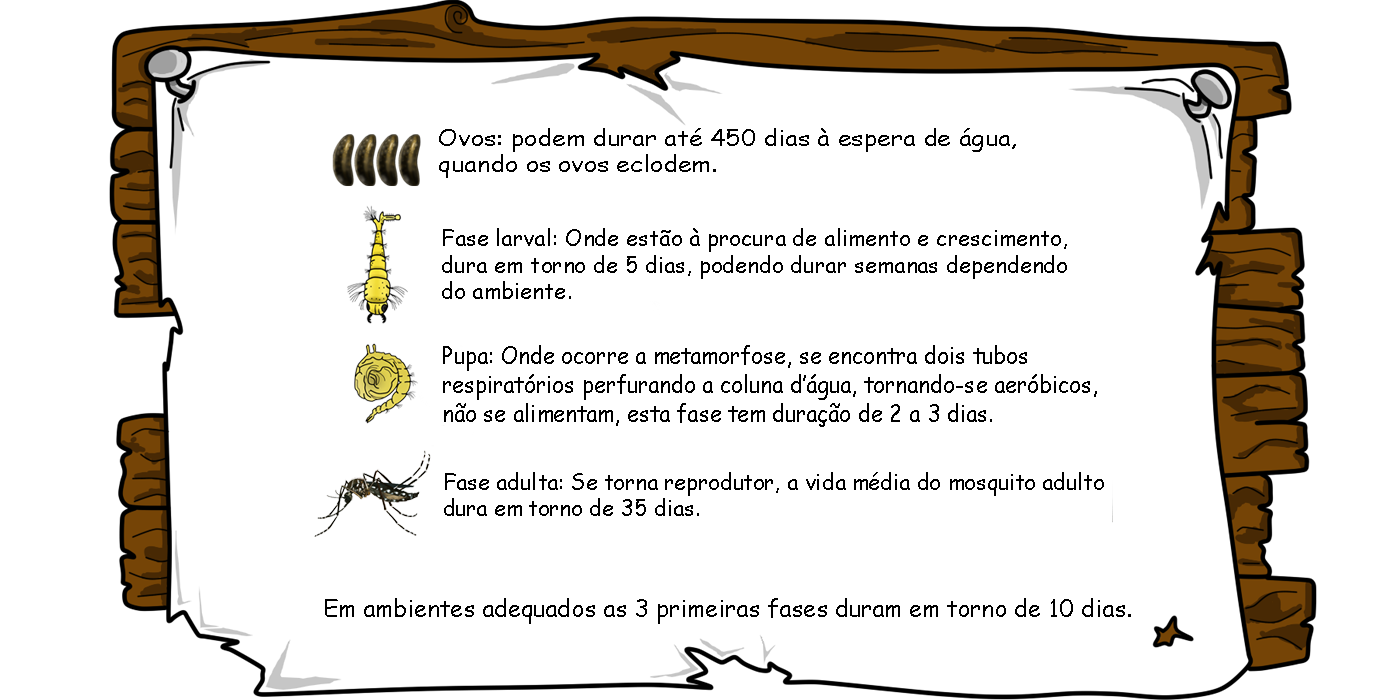 Ovos: podem durar até 450 dias à espera de água,
quando os ovos eclodem.
Fase larval: Onde estão à procura de alimento e crescimento,
dura em torno de 5 dias, podendo durar semanas dependendo
do ambiente.
Pupa: Onde ocorre a metamorfose, se encontra dois tubos
respiratórios perfurando a coluna d'água, tornando-se aeróbicos,
não se alimentam, esta fase tem duração de 2 a 3 dias.
Fase adulta: Se torna reprodutor, a vida média do mosquito adulto
dura em torno de 35 dias.
Em ambientes adequados as 3 primeiras fases duram em torno de 10 dias.